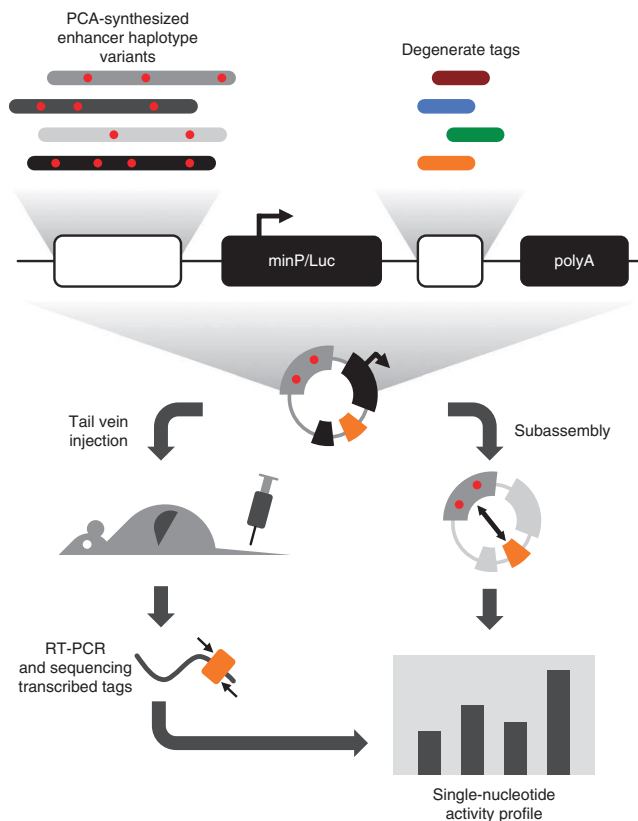 PCA-synthesized
enhancer haplotype
variants
Degenerate tags
minP/Luc
polyA
Tail vein
injection
Subassembly
RT-PCR
and sequencing
transcribed tags
Single-nucleotide
activity profile